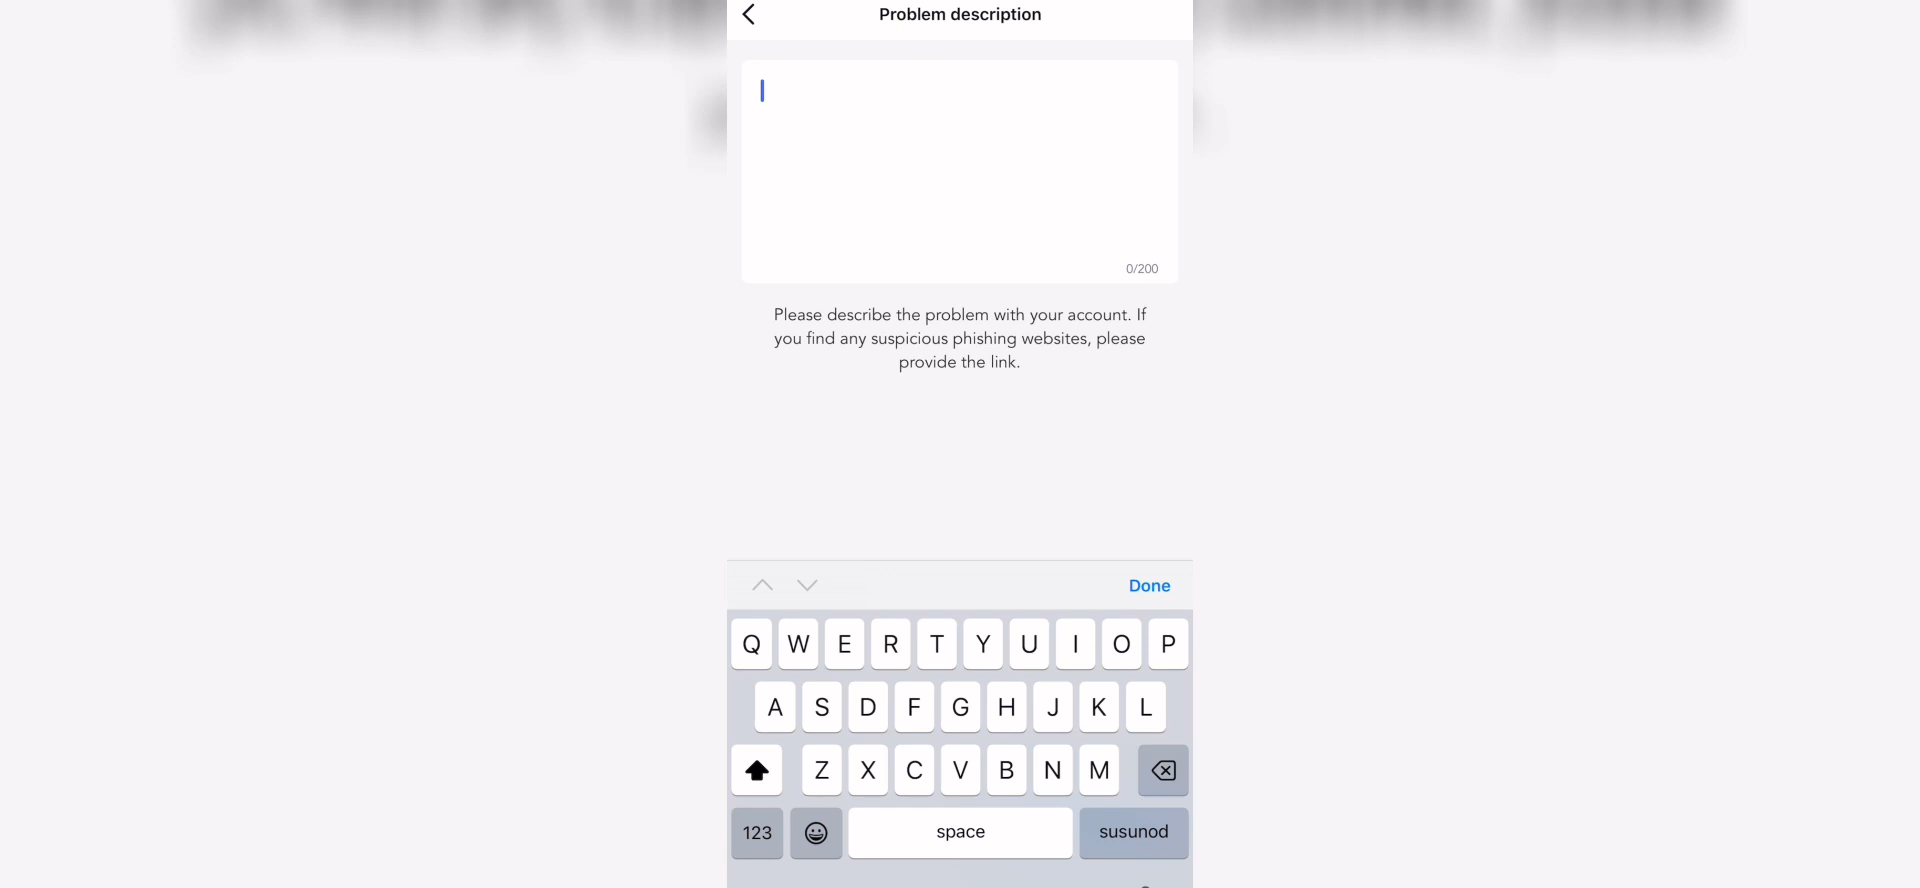 Problem description
0/200
Please describe the problem with your account. If
you find any suspicious phishing websites, please
provide the link.
Done
Q W E R T Y U I O P
A S D F G H J K L
Z X C V B N M
123 space susunod